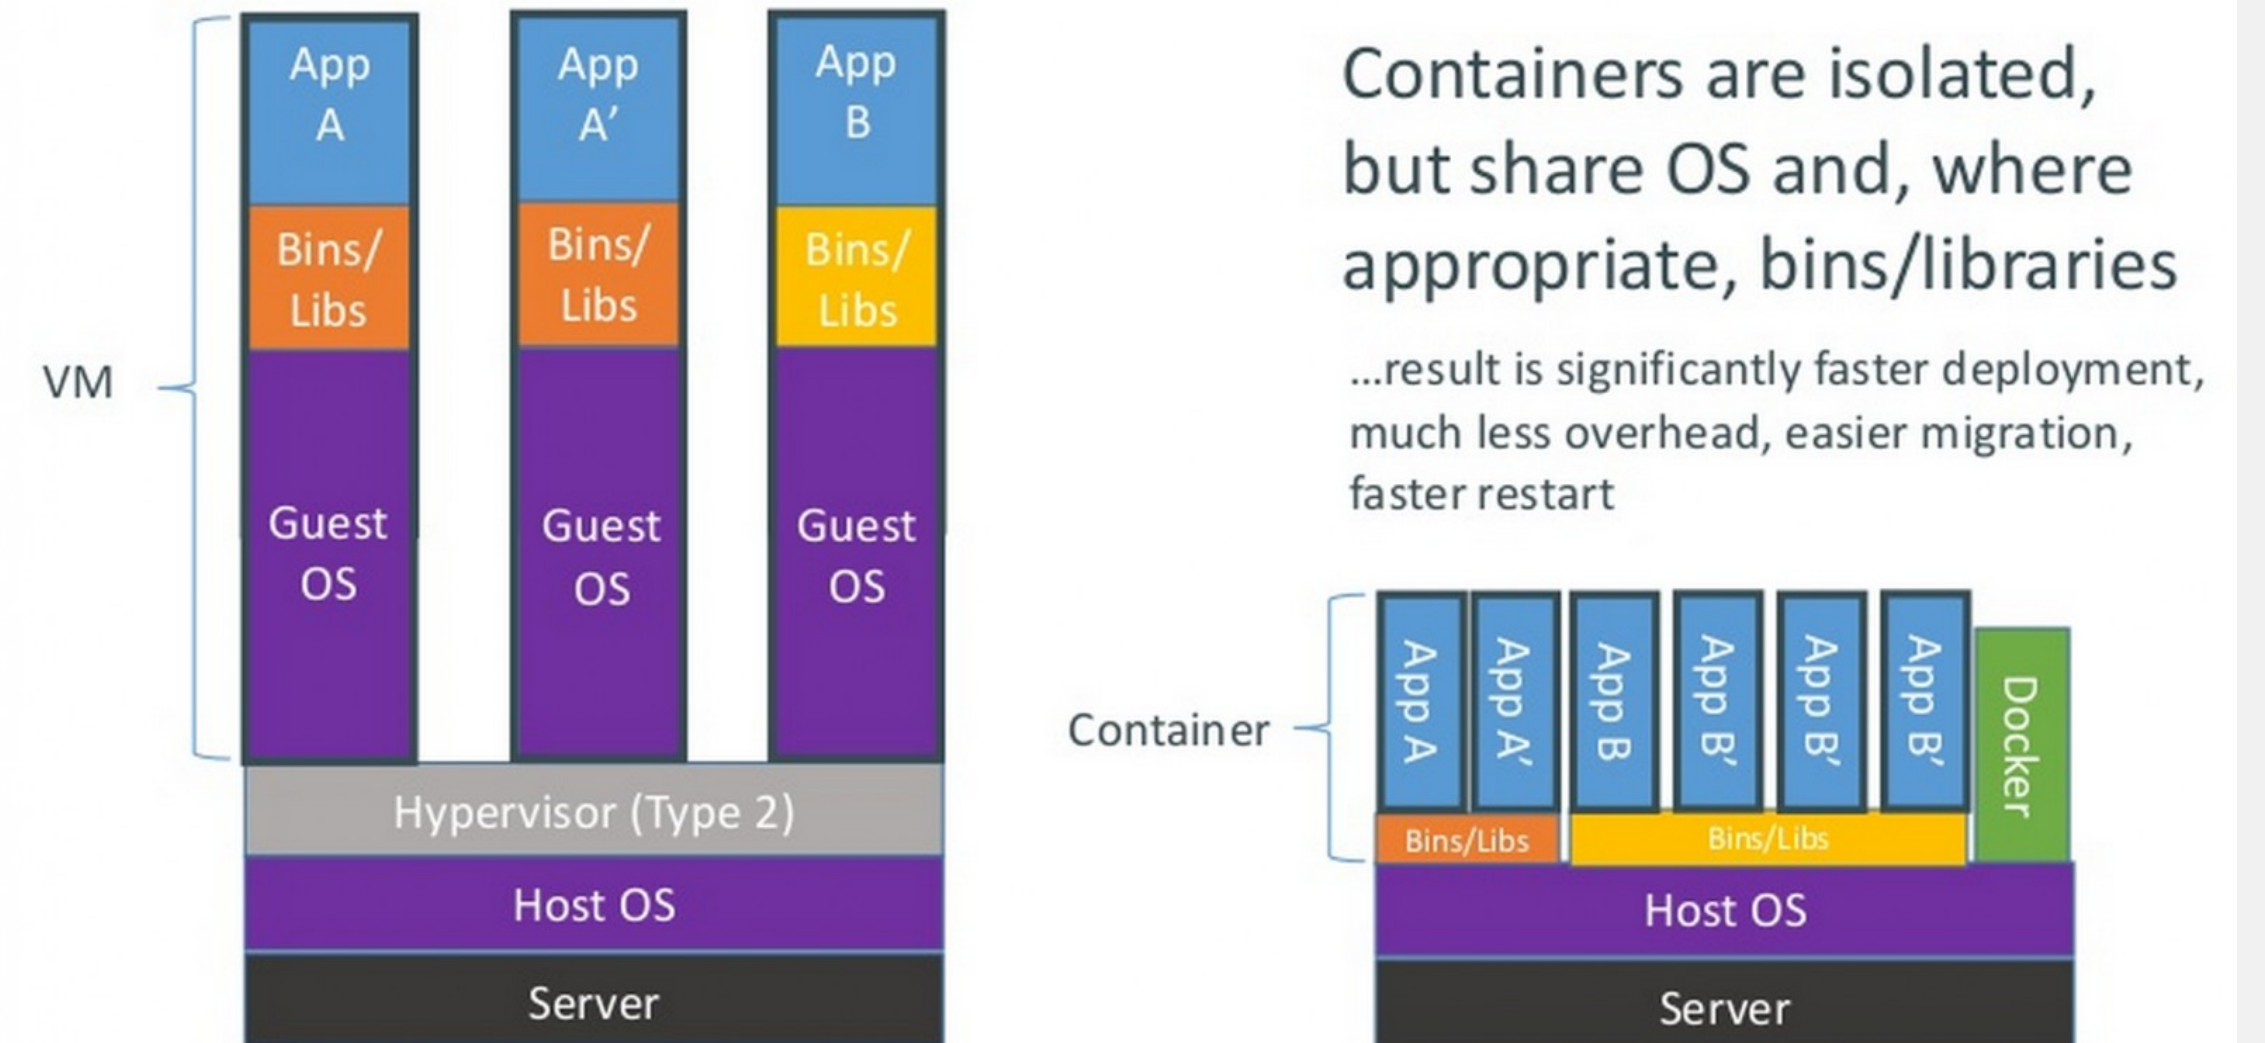 App
A
App
A’
App
B
Bins/
Libs
Bins/
Libs
Bins/
Libs
VM
Guest
OS
Guest
OS
Guest
OS
Hypervisor (Type 2)
Host OS
Server
Containers are isolated,
but share OS and, where
appropriate, bins/libraries
...result is significantly faster deployment,
much less overhead, easier migration,
faster restart
Container
App A
App A’
App B
App B’
App B’
App B’
Docker
Bins/Libs
Bins/Libs
Host OS
Server